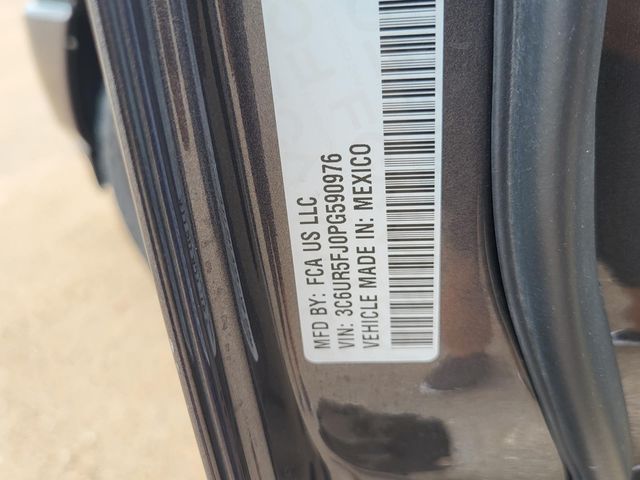 MFD BY: FCA US LLC
VIN: 3C6UR5FJ0PG590976
VEHICLE MADE IN: MEXICO